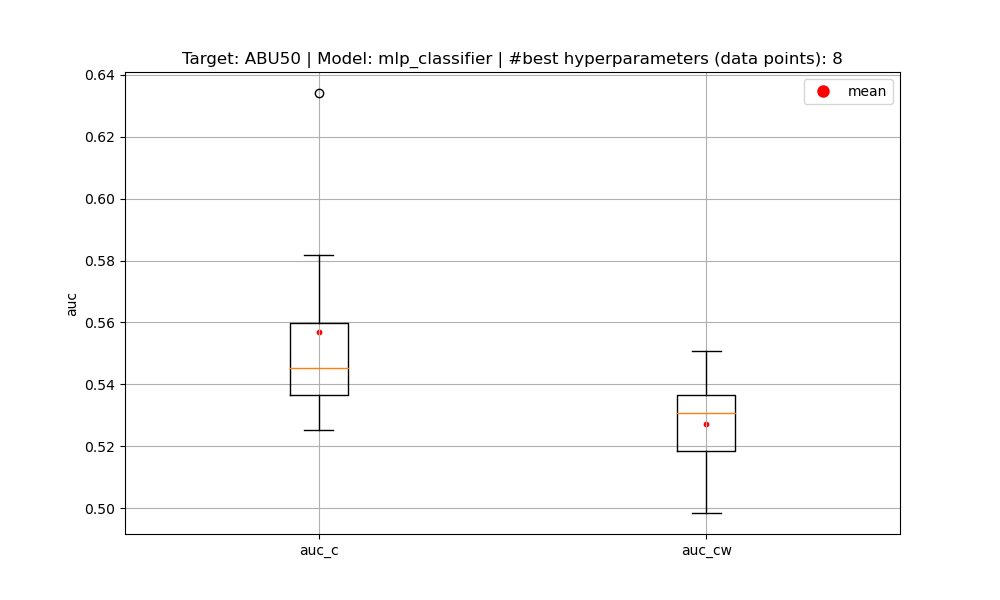 Target: ABU50 | Model: mlp_classifier | #best hyperparameters (data points): 8
mean
0.64
0.62
0.60
0.58
0.56
0.54
0.52
0.50
auc
auc_c
auc_cw